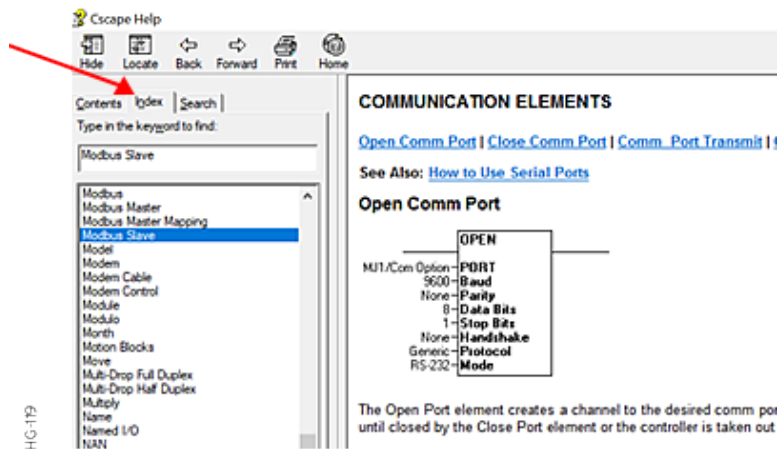 Cscape Help
Hide Locate Back Forward Print Home
Contents Index Search
Type in the keyword to find:
Modbus Slave
Modbus
Modbus Master
Modbus Master Mapping
Modbus Slave
Model
Modem
Modem Cable
Modem Control
Module
Modulo
Month
Motion Blocks
Move
Multi-Drop Full Duplex
Multi-Drop Half Duplex
Multiply
Name
Named I/O
NAN
COMMUNICATION ELEMENTS
Open Comm Port | Close Comm Port | Comm Port Transmit |
See Also: How to Use Serial Ports
Open Comm Port
OPEN
MJ1/Com Option PORT
9600 Baud
None Parity
8 Data Bits
1 Stop Bits
None Handshake
Generic Protocol
RS-232 Mode
The Open Port element creates a channel to the desired comm por
until closed by the Close Port element or the controller is taken out
HG-119